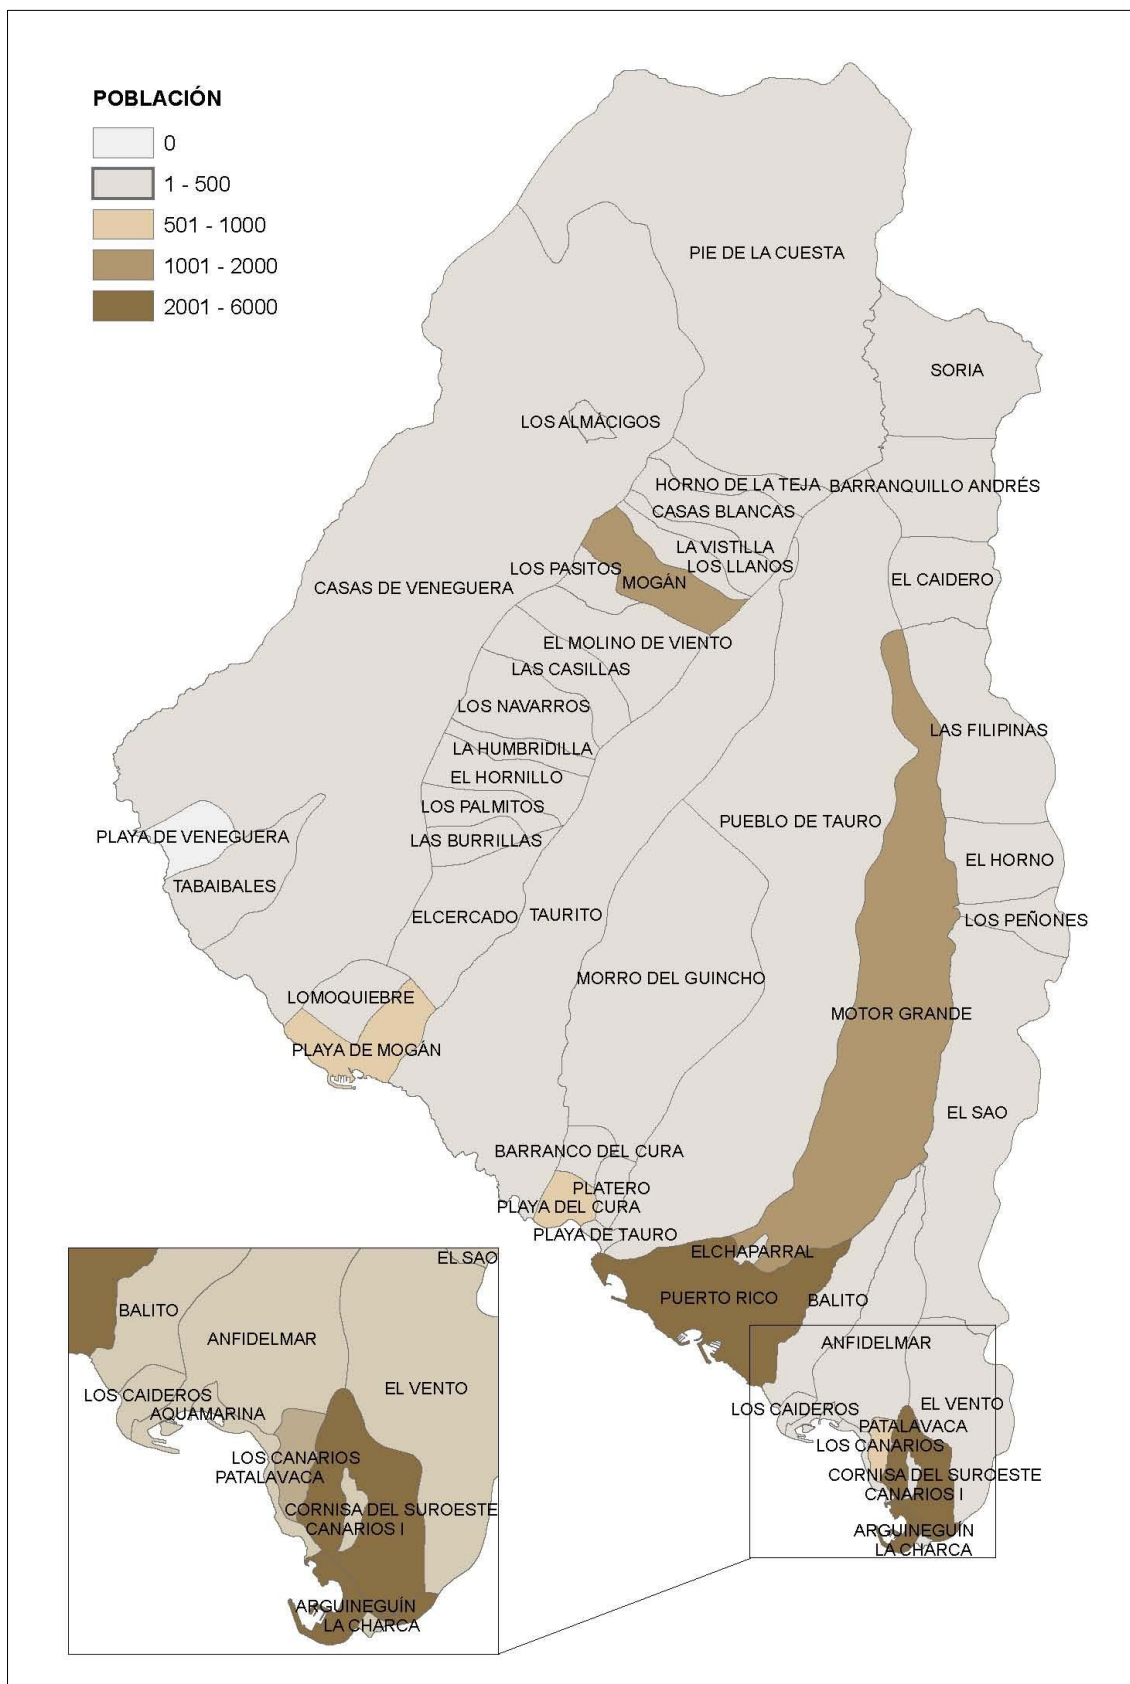 POBLACIÓN
0
1 - 500
501 - 1000
1001 - 2000
2001 - 6000
PIE DE LA CUESTA
SORIA
LOS ALMÁCIGOS
HORNO DE LA TEJA
BARRANQUILLO ANDRÉS
CASAS BLANCAS
LA VISTILLA
LOS LLANOS
LOS PASITOS
MOGÁN
EL CAIDERO
CASAS DE VENEGUERA
EL MOLINO DE VIENTO
LAS CASILLAS
LOS NAVARROS
LAS FILIPINAS
LA HUMBRIDILLA
EL HORNILLO
LOS PALMITOS
PUEBLO DE TAURO
PLAYA DE VENEGUERA
LAS BURRILLAS
EL HORNO
TABAIBALES
ELCERCADO
TAURITO
LOS PEÑONES
MORRO DEL GUINCHO
LOMOQUIEBRE
MOTOR GRANDE
PLAYA DE MOGÁN
EL SAO
BARRANCO DEL CURA
PLATERO
PLAYA DEL CURA
PLAYA DE TAURO
ELCHAPARRAL
PUERTO RICO
BALITO
ANFIDELMAR
LOS CAIDEROS
EL VENTO
PATALAVACA
LOS CANARIOS
CORNISA DEL SUROESTE
CANARIOS I
ARGUINEGUÍN
LA CHARCA
EL SAO
BALITO
ANFIDELMAR
EL VENTO
LOS CAIDEROS
AQUAMARINA
LOS CANARIOS
PATALAVACA
CORNISA DEL SUROESTE
CANARIOS I
ARGUINEGUÍN
LA CHARCA